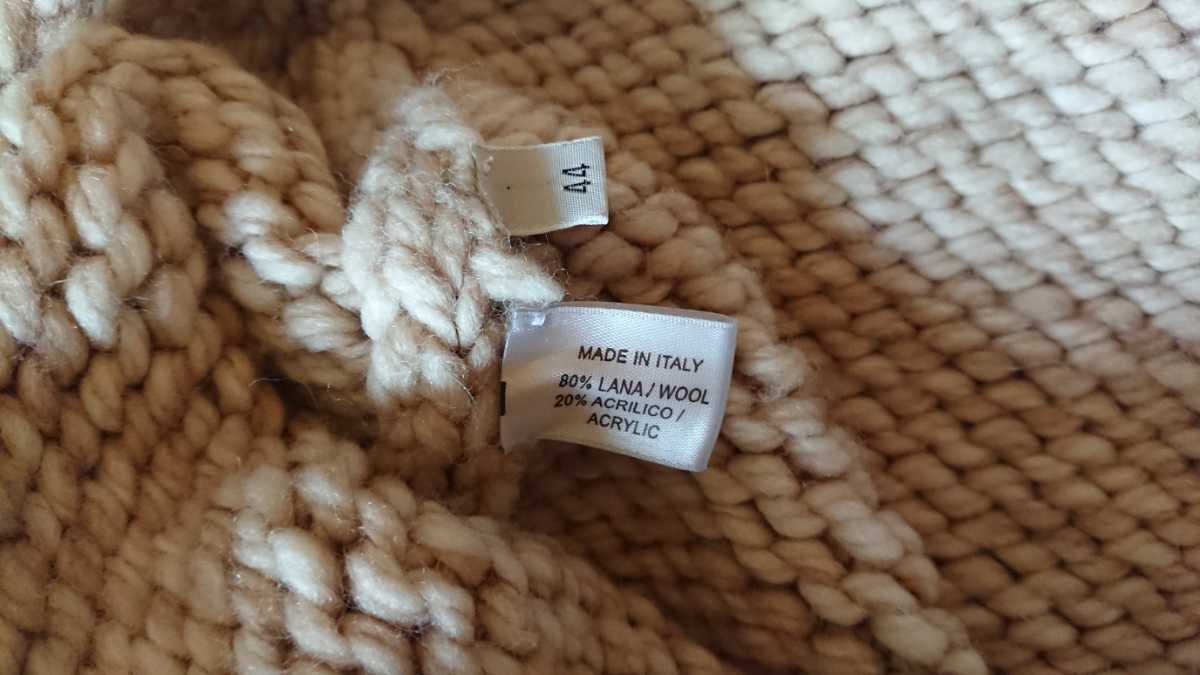 44
MADE IN ITALY
80% LANA / WOOL
20% ACRILICO /
ACRYLIC